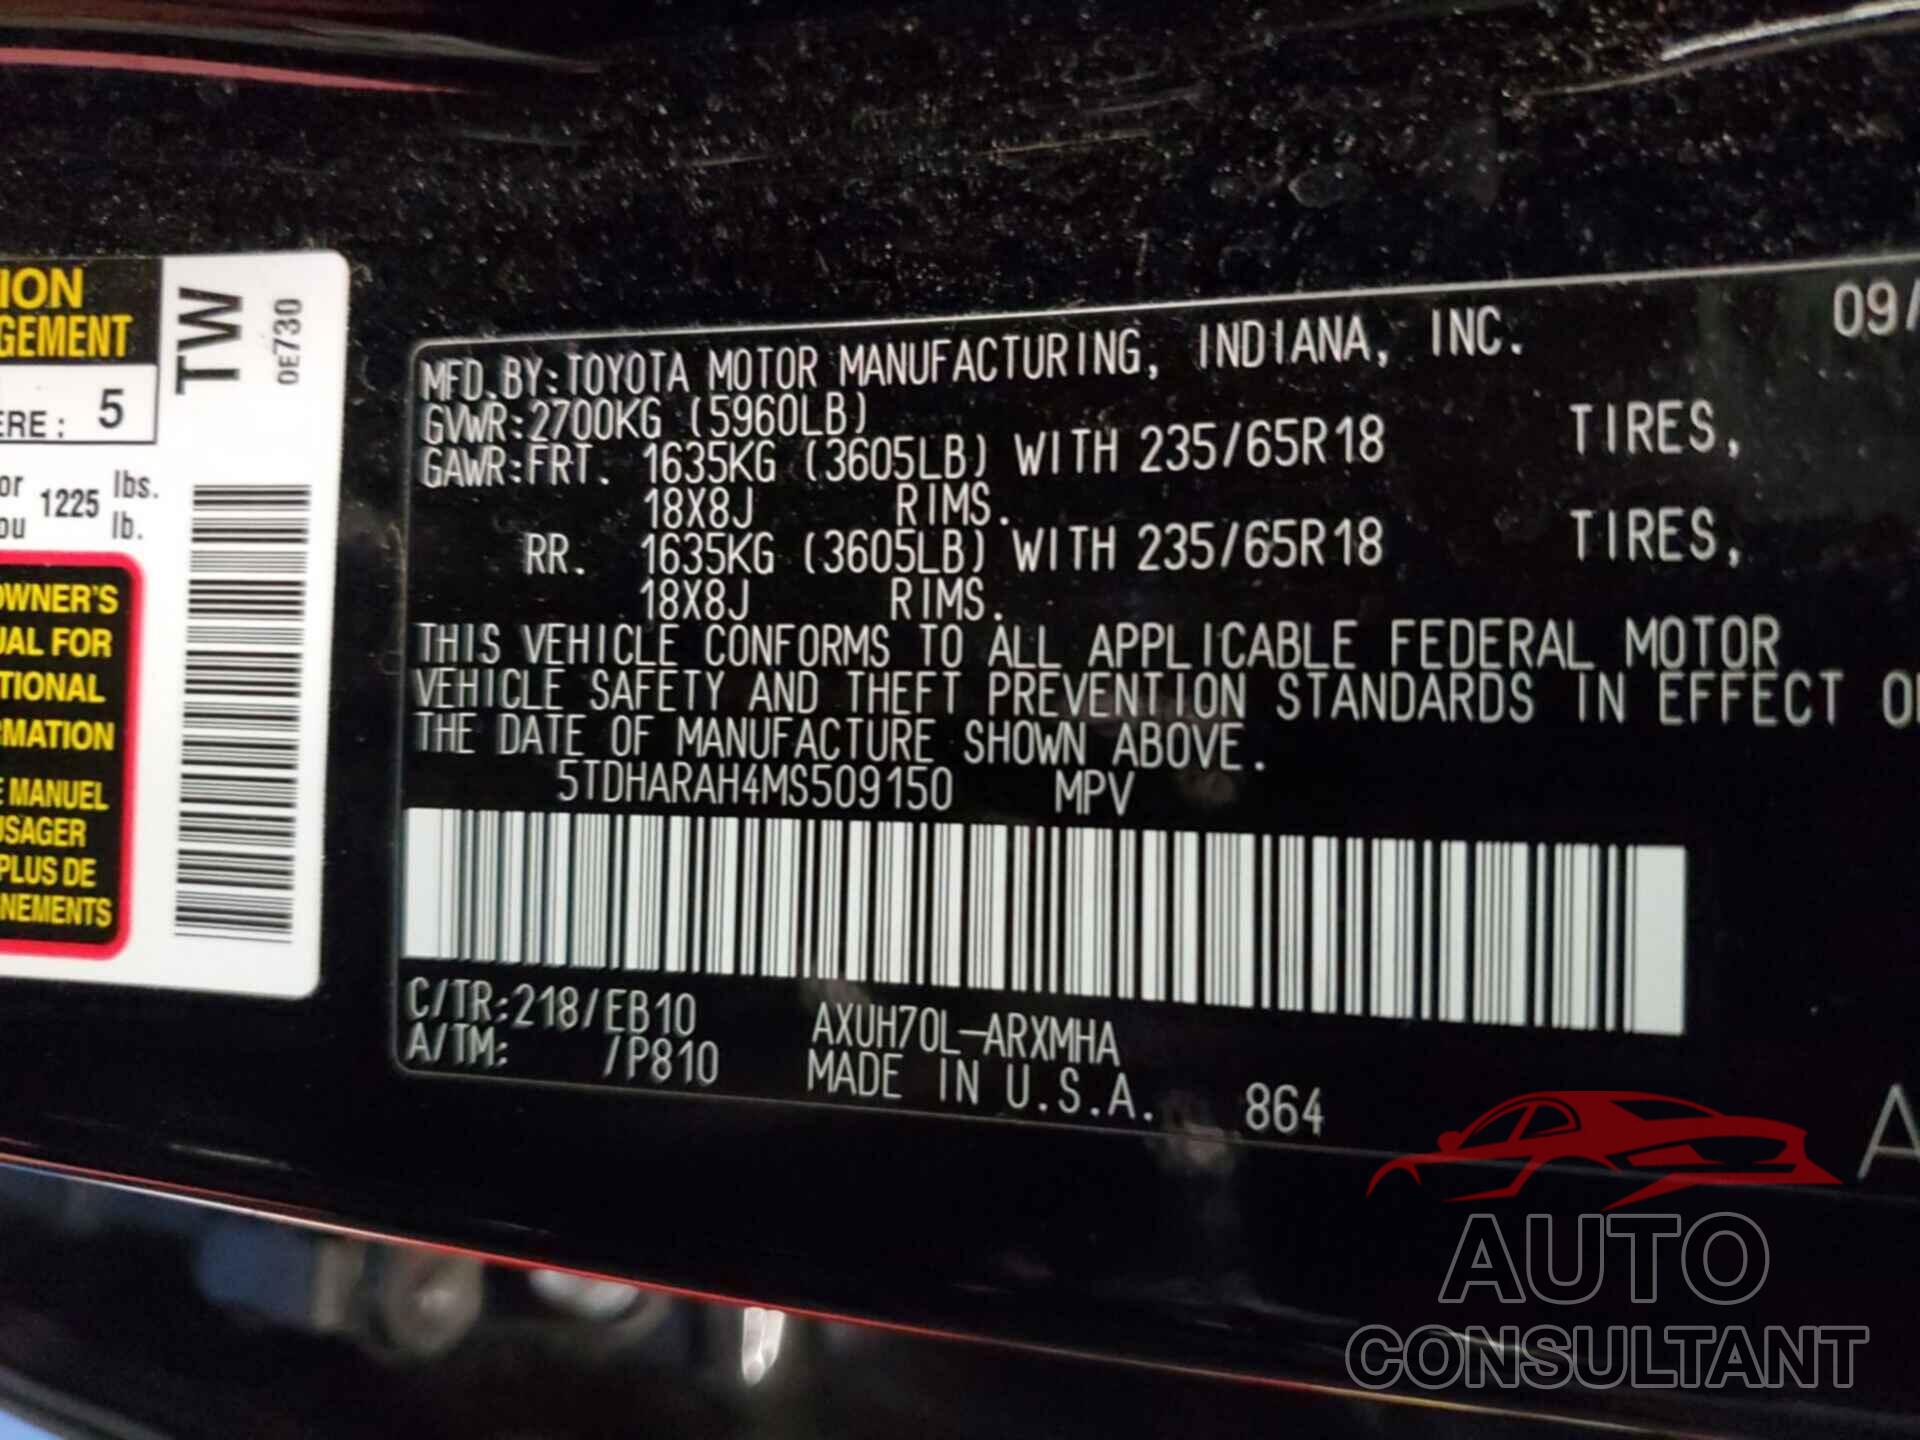 ION
GEMENT
ERE : 5
or 1225 lbs.
ou lb.
OWNER'S
UAL FOR
TIONAL
RMATION
E MANUEL
USAGER
PLUS DE
GNEMENTS
TW
0E730
09/
MFD.BY:TOYOTA MOTOR MANUFACTURING, INDIANA, INC.
GVWR:2700KG (5960LB)
GAWR:FRT. 1635KG (3605LB) WITH 235/65R18 TIRES,
18X8J RIMS.
RR. 1635KG (3605LB) WITH 235/65R18 TIRES,
18X8J RIMS.
THIS VEHICLE CONFORMS TO ALL APPLICABLE FEDERAL MOTOR
VEHICLE SAFETY AND THEFT PREVENTION STANDARDS IN EFFECT O
THE DATE OF MANUFACTURE SHOWN ABOVE.
5TDHARAH4MS509150 MPV
C/TR:218/EB10 AXUH70L-ARXMHA
A/TM: /P810 MADE IN U.S.A. 864
A
AUTO
CONSULTANT